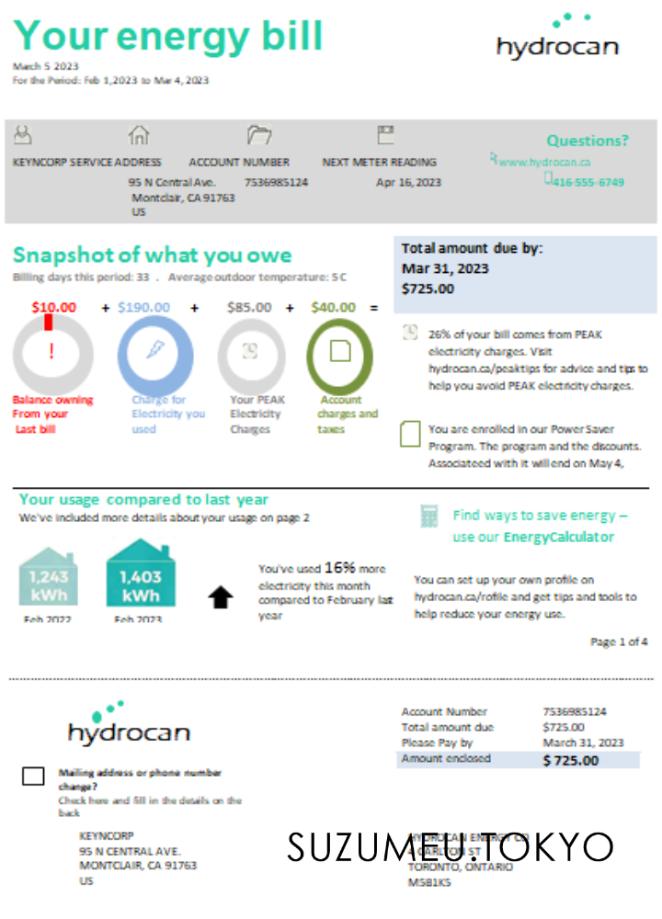 Your energy bill
hydrocan
March 5 2023
For the Period: Feb 1,2023 to Mar 4, 2023
KEYNCORP SERVICE ADDRESS ACCOUNT NUMBER NEXT METER READING
95 N Central Ave. 7536985124 Apr 16, 2023
Montclair, CA 91763
US
Questions?
www.hydrocan.ca
416-555-6749
Snapshot of what you owe
Billing days this period: 33 . Average outdoor temperature: 5 C
$10.00 + $190.00 + $85.00 + $40.00 =
!
Balance owning
From your
Last bill
Charge for
Electricity you
used
Your PEAK
Electricity
Charges
Account
charges and
taxes
Total amount due by:
Mar 31, 2023
$725.00
26% of your bill comes from PEAK
electricity charges. Visit
hydrocan.ca/peaktips for advice and tips to
help you avoid PEAK electricity charges.
You are enrolled in our Power Saver
Program. The program and the discounts.
Associateed with it will end on May 4,
Your usage compared to last year
We've included more details about your usage on page 2
1,243
kWh
Feb 2022
1,403
kWh
Feb 2023
You've used 16% more
electricity this month
compared to February last
year
Find ways to save energy –
use our EnergyCalculator
You can set up your own profile on
hydrocan.ca/rofile and get tips and tools to
help reduce your energy use.
Page 1 of 4
hydrocan
Account Number 7536985124
Total amount due $725.00
Please Pay by March 31, 2023
Amount enclosed $ 725.00
Mailing address or phone number
change?
Check here and fill in the details on the
back
KEYNCORP
95 N CENTRAL AVE.
MONTCLAIR, CA 91763
US
HYDROCAN ENERGY CO
4 CARLTON ST
TORONTO, ONTARIO
M5B1K5
SUZUMEU.TOKYO